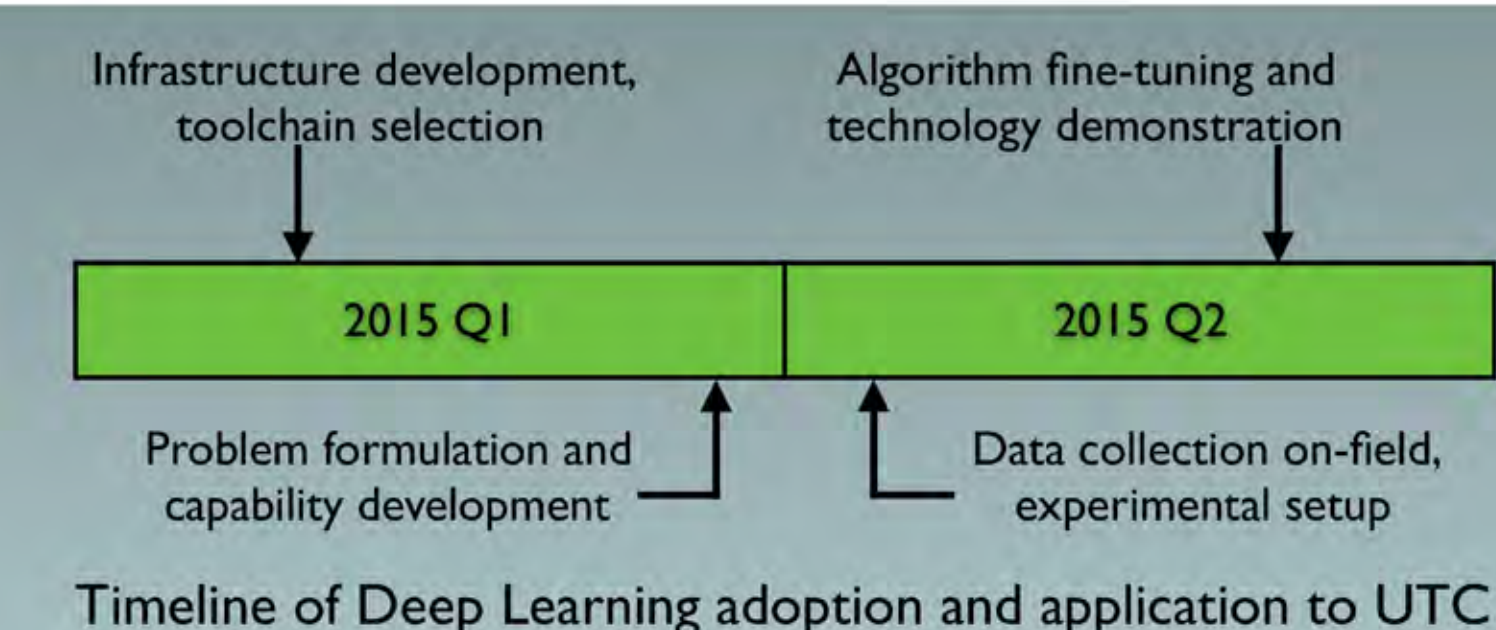 Infrastructure development,
toolchain selection
Algorithm fine-tuning and
technology demonstration
2015 Q1
2015 Q2
Problem formulation and
capability development
Data collection on-field,
experimental setup
Timeline of Deep Learning adoption and application to UTC